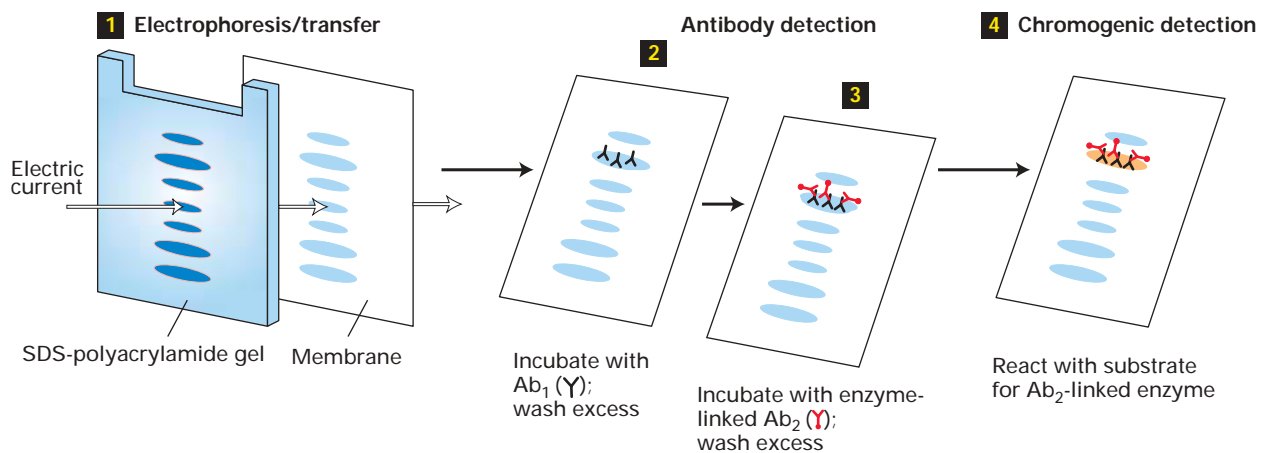 1 Electrophoresis/transfer
Antibody detection
4 Chromogenic detection
2
3
Electric
current
SDS-polyacrylamide gel
Membrane
Incubate with
Ab₁ (Y);
wash excess
Incubate with enzyme-
linked Ab₂ (Y);
wash excess
React with substrate
for Ab₂-linked enzyme